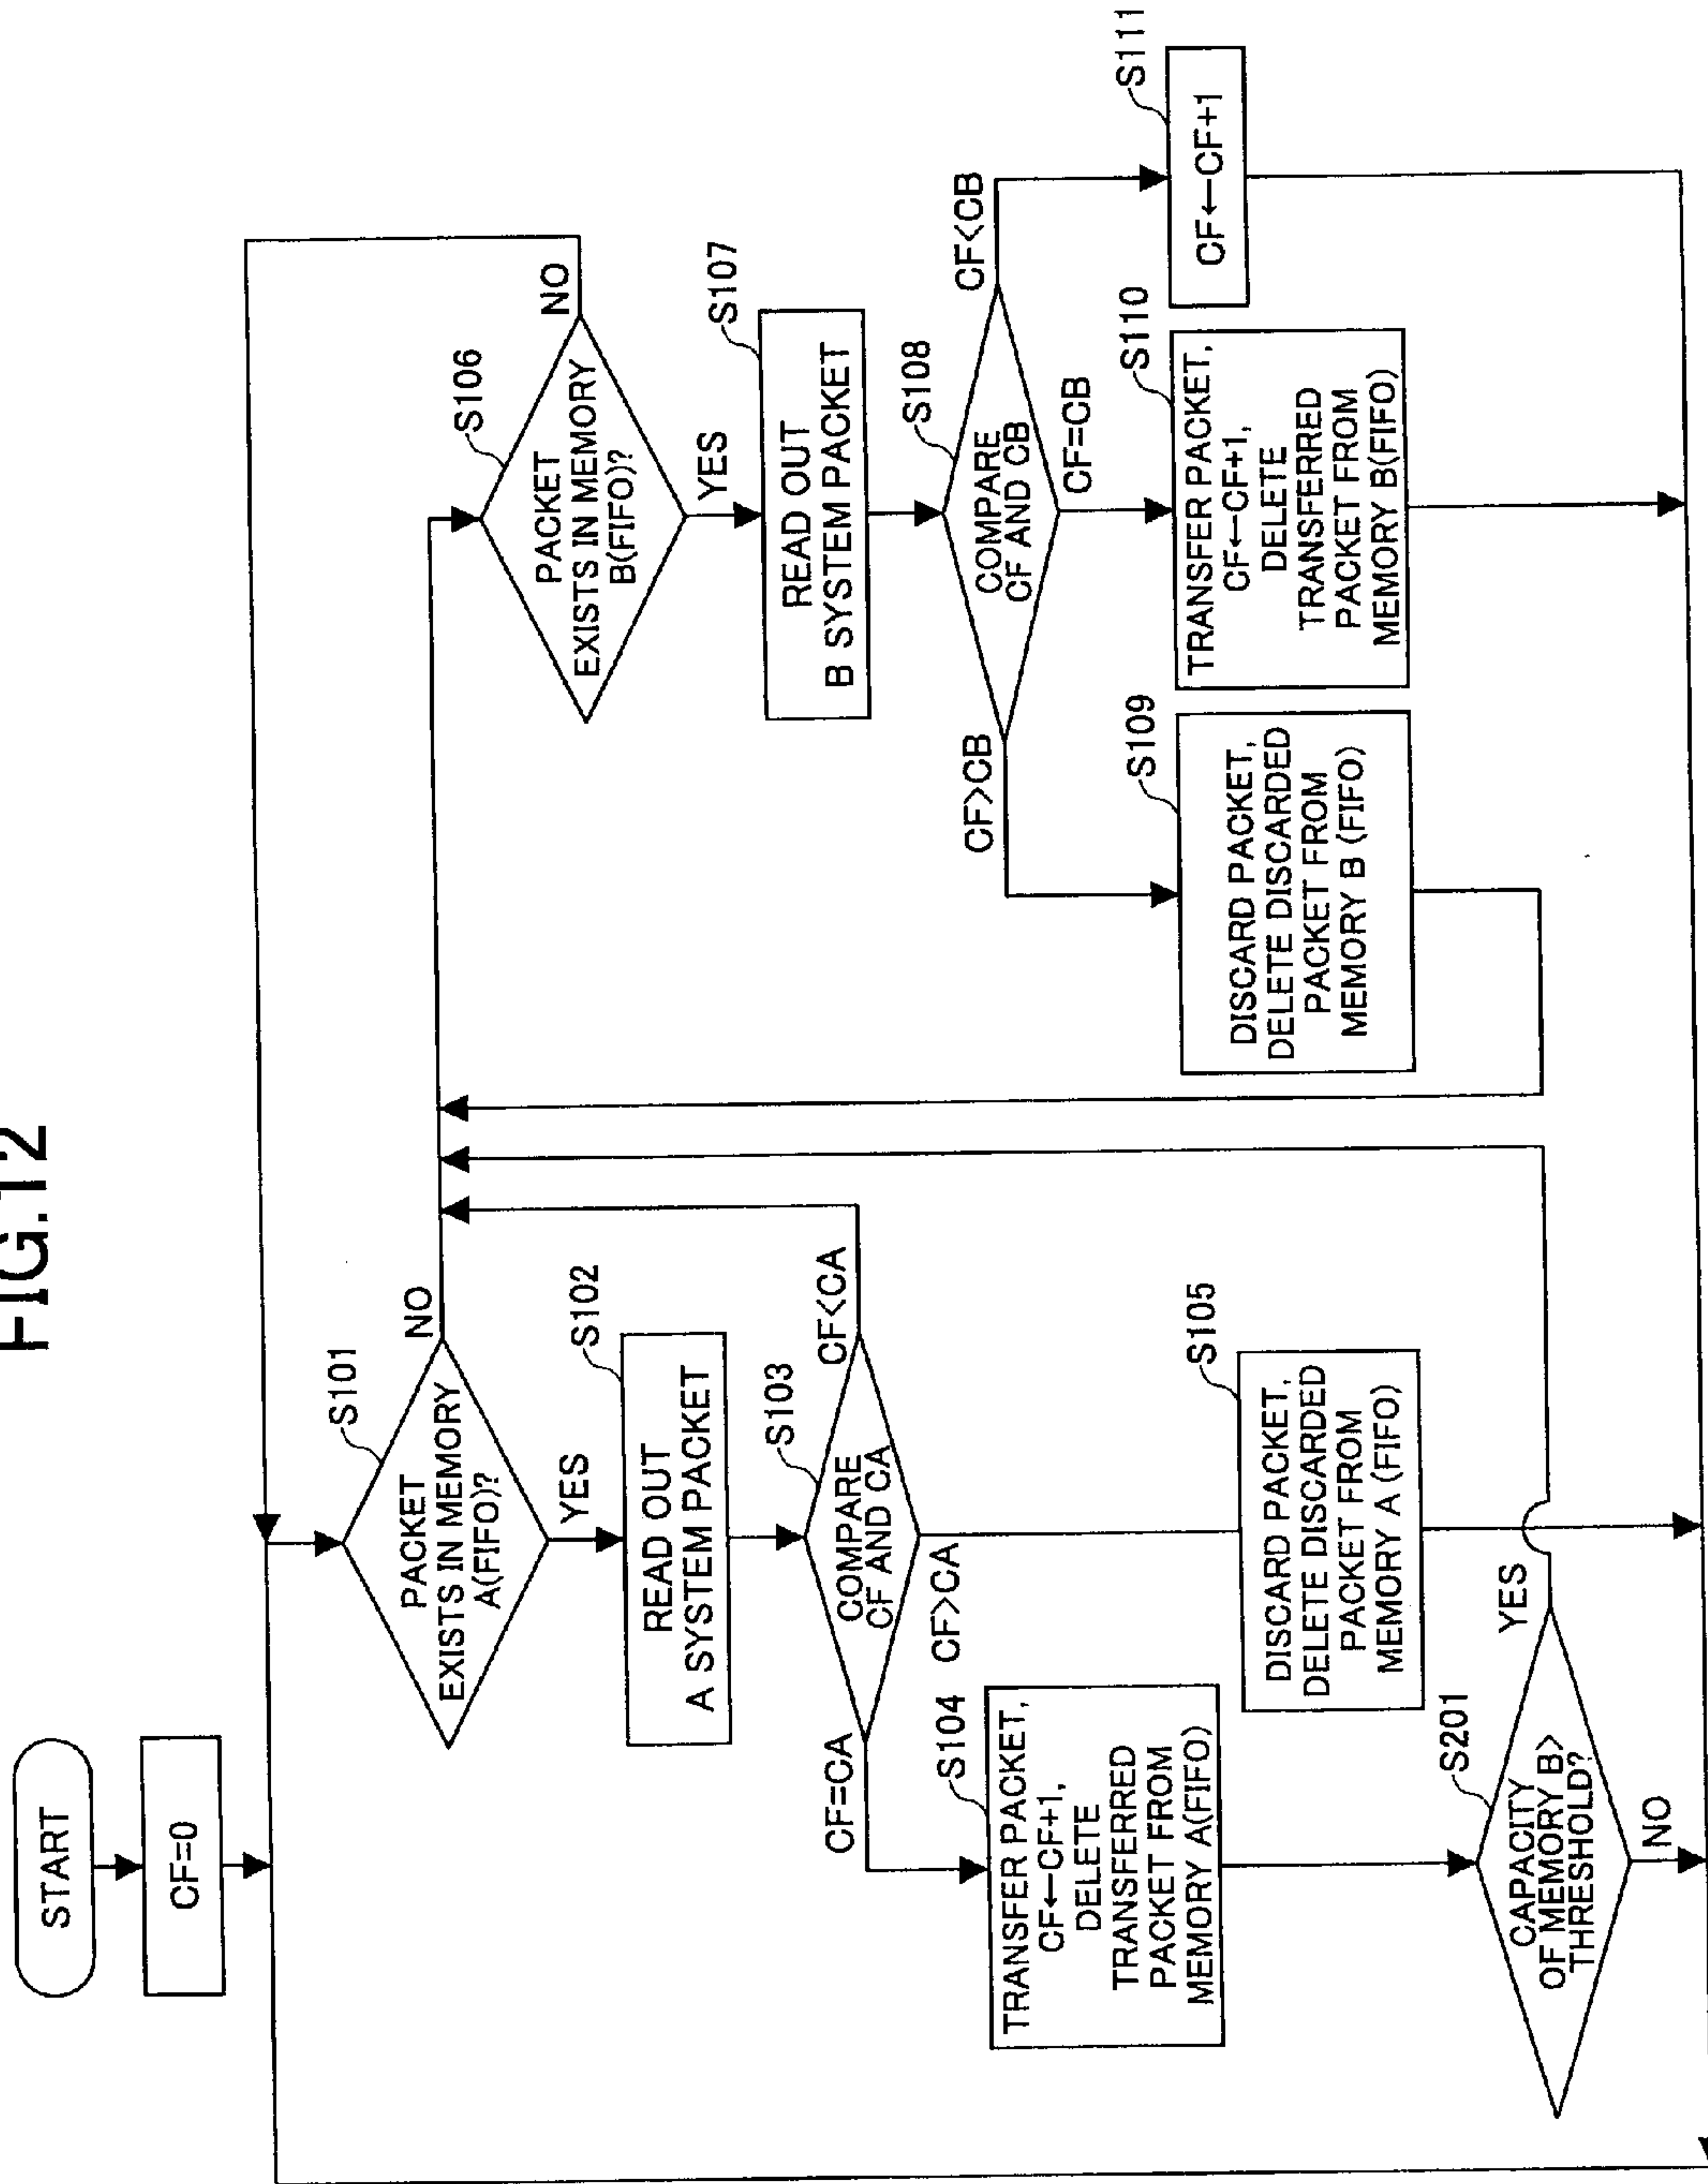 FIG.12
START
CF=0
S101
PACKET
EXISTS IN MEMORY
A(FIFO)?
NO
YES
S102
READ OUT
A SYSTEM PACKET
S103
COMPARE
CF AND CA
CF<CA
CF=CA
CF>CA
S104
TRANSFER PACKET,
CF←CF+1,
DELETE
TRANSFERRED
PACKET FROM
MEMORY A(FIFO)
S105
DISCARD PACKET,
DELETE DISCARDED
PACKET FROM
MEMORY A (FIFO)
S201
CAPACITY
OF MEMORY B>
THRESHOLD?
YES
NO
S106
PACKET
EXISTS IN MEMORY
B(FIFO)?
NO
YES
S107
READ OUT
B SYSTEM PACKET
S108
COMPARE
CF AND CB
CF>CB
CF=CB
CF<CB
S109
DISCARD PACKET,
DELETE DISCARDED
PACKET FROM
MEMORY B (FIFO)
S110
TRANSFER PACKET,
CF←CF+1,
DELETE
TRANSFERRED
PACKET FROM
MEMORY B(FIFO)
S111
CF←CF+1